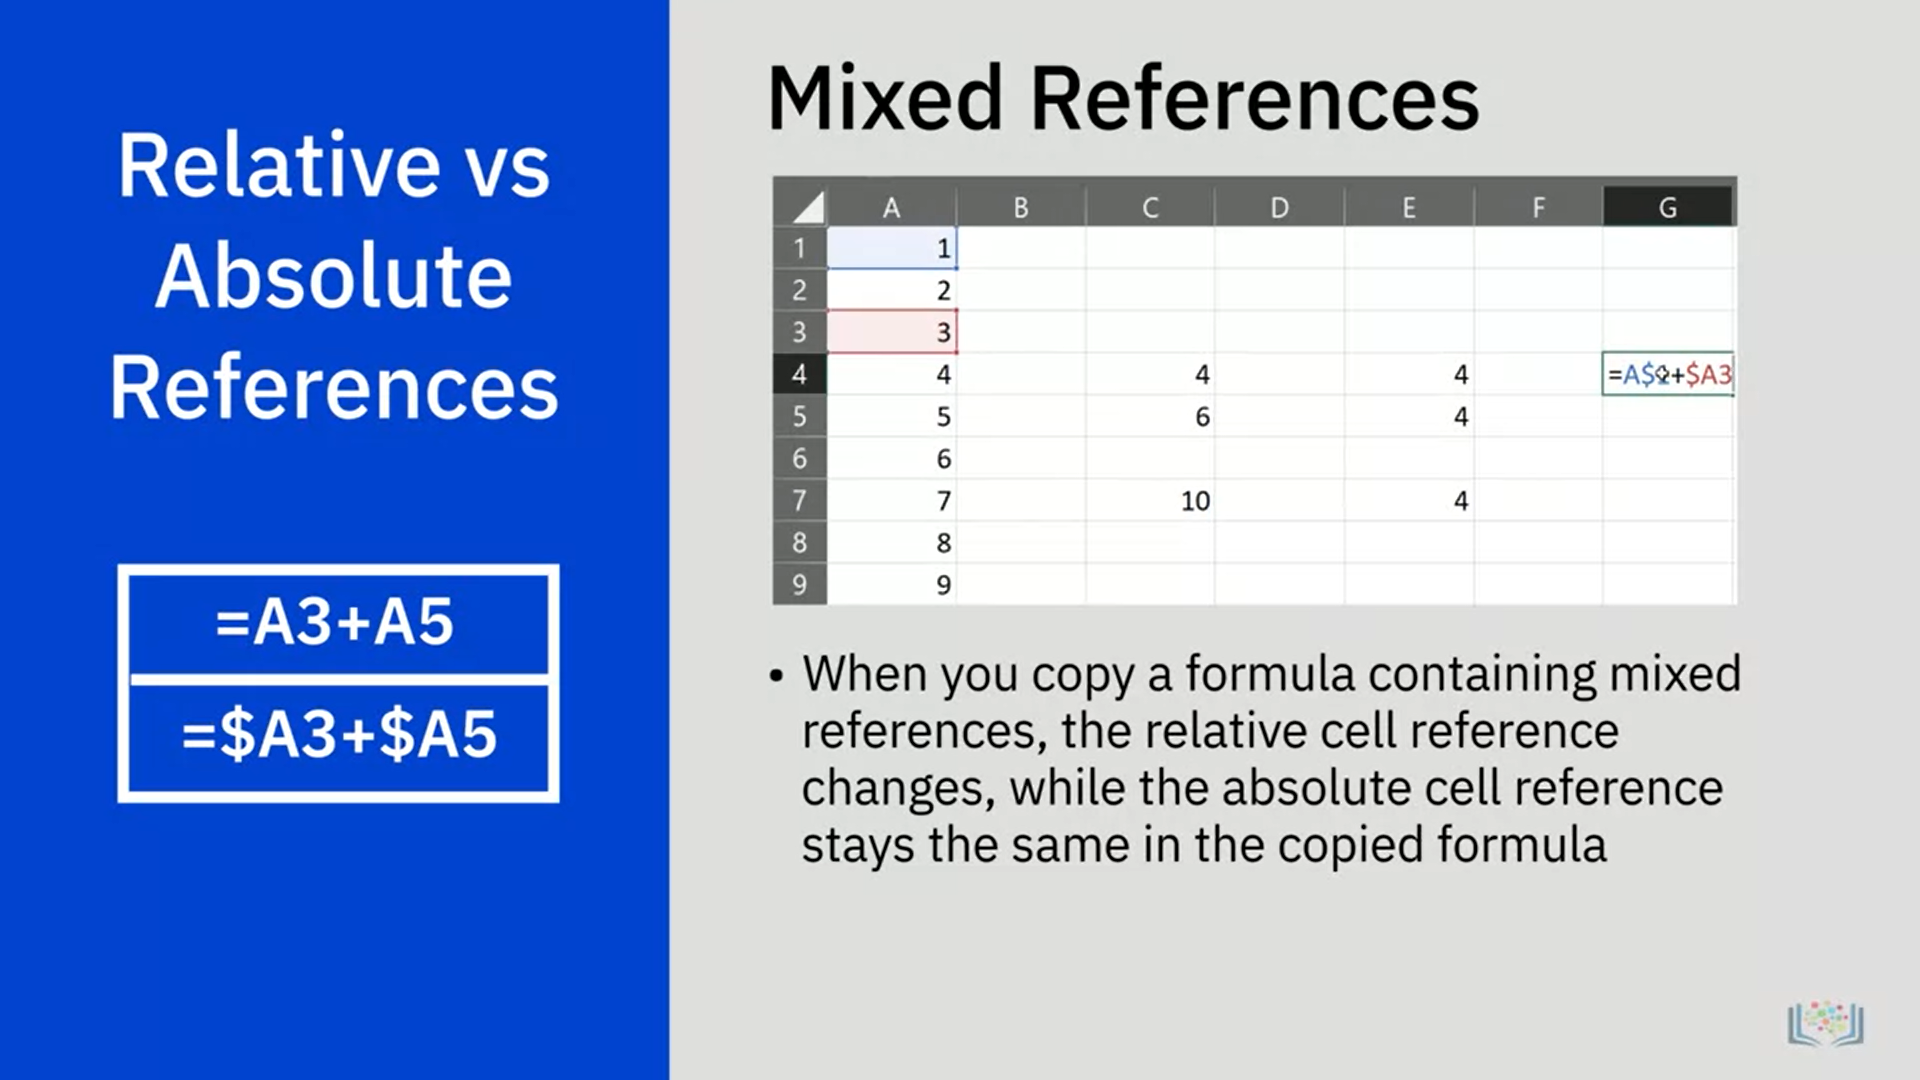 Relative vs
Absolute
References
=A3+A5
=$A3+$A5
Mixed References
A B C D E F G
1 1
2 2
3 3
4 4 4 4 =A$1+$A3
5 5 6 4
6 6
7 7 10 4
8 8
9 9
• When you copy a formula containing mixed
references, the relative cell reference
changes, while the absolute cell reference
stays the same in the copied formula